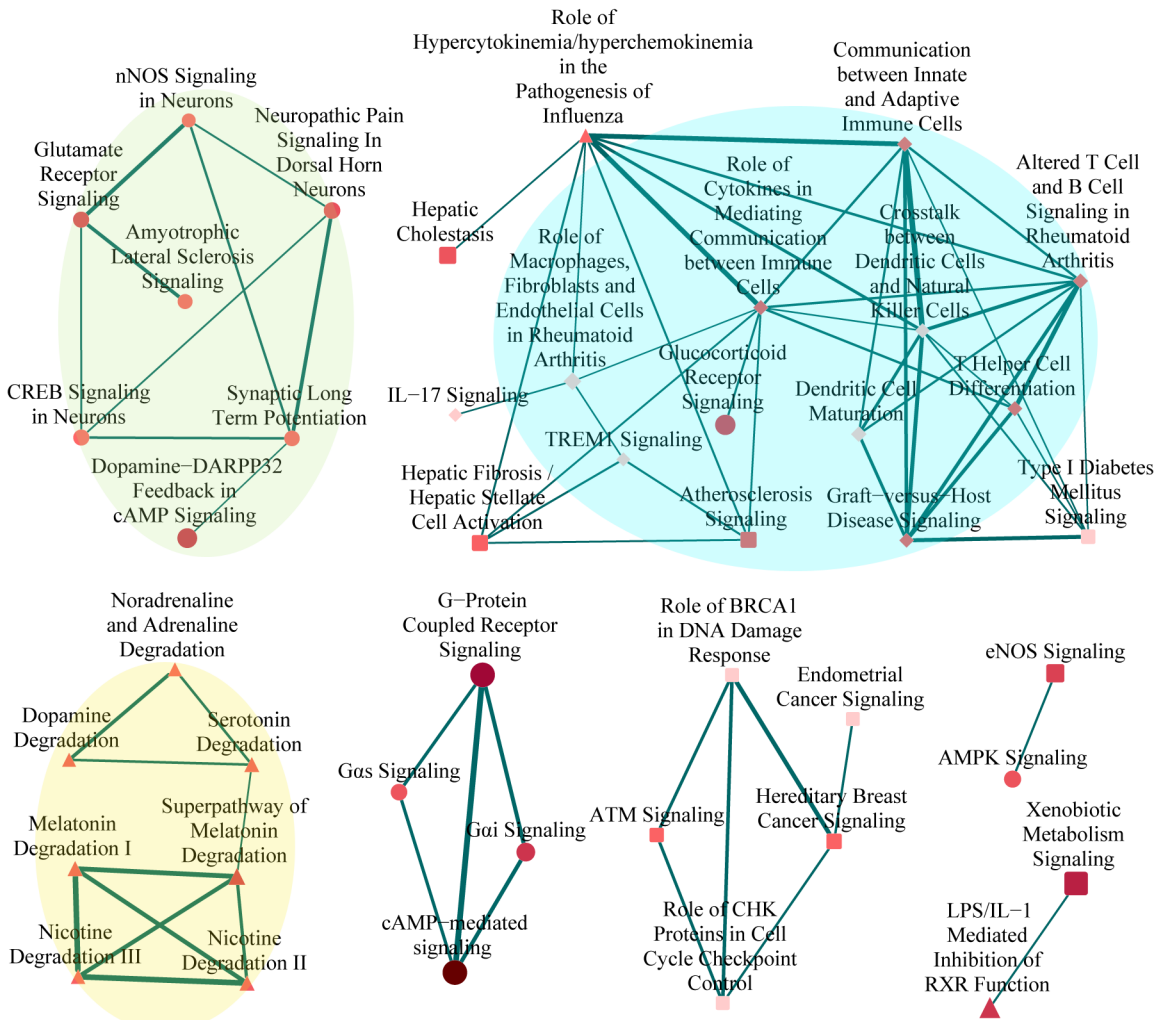 nNOS Signaling
in Neurons
Neuropathic Pain
Signaling In
Dorsal Horn
Neurons
Glutamate
Receptor
Signaling
Amyotrophic
Lateral Sclerosis
Signaling
CREB Signaling
in Neurons
Synaptic Long
Term Potentiation
Dopamine−DARPP32
Feedback in
cAMP Signaling
Role of
Hypercytokinemia/hyperchemokinemia
in the
Pathogenesis of
Influenza
Communication
between Innate
and Adaptive
Immune Cells
Altered T Cell
and B Cell
Signaling in
Rheumatoid
Arthritis
Role of
Cytokines in
Mediating
Communication
between Immune
Cells
Crosstalk
between
Dendritic Cells
and Natural
Killer Cells
Hepatic
Cholestasis
Role of
Macrophages,
Fibroblasts and
Endothelial Cells
in Rheumatoid
Arthritis
Glucocorticoid
Receptor
Signaling
T Helper Cell
Differentiation
Dendritic Cell
Maturation
IL−17 Signaling
TREM1 Signaling
Hepatic Fibrosis /
Hepatic Stellate
Cell Activation
Atherosclerosis
Signaling
Graft−versus−Host
Disease Signaling
Type I Diabetes
Mellitus
Signaling
Noradrenaline
and Adrenaline
Degradation
Dopamine
Degradation
Serotonin
Degradation
Melatonin
Degradation I
Superpathway of
Melatonin
Degradation
Nicotine
Degradation III
Nicotine
Degradation II
G−Protein
Coupled Receptor
Signaling
Gαs Signaling
Gαi Signaling
cAMP−mediated
signaling
Role of BRCA1
in DNA Damage
Response
Endometrial
Cancer Signaling
ATM Signaling
Hereditary Breast
Cancer Signaling
Role of CHK
Proteins in Cell
Cycle Checkpoint
Control
eNOS Signaling
AMPK Signaling
Xenobiotic
Metabolism
Signaling
LPS/IL−1
Mediated
Inhibition of
RXR Function